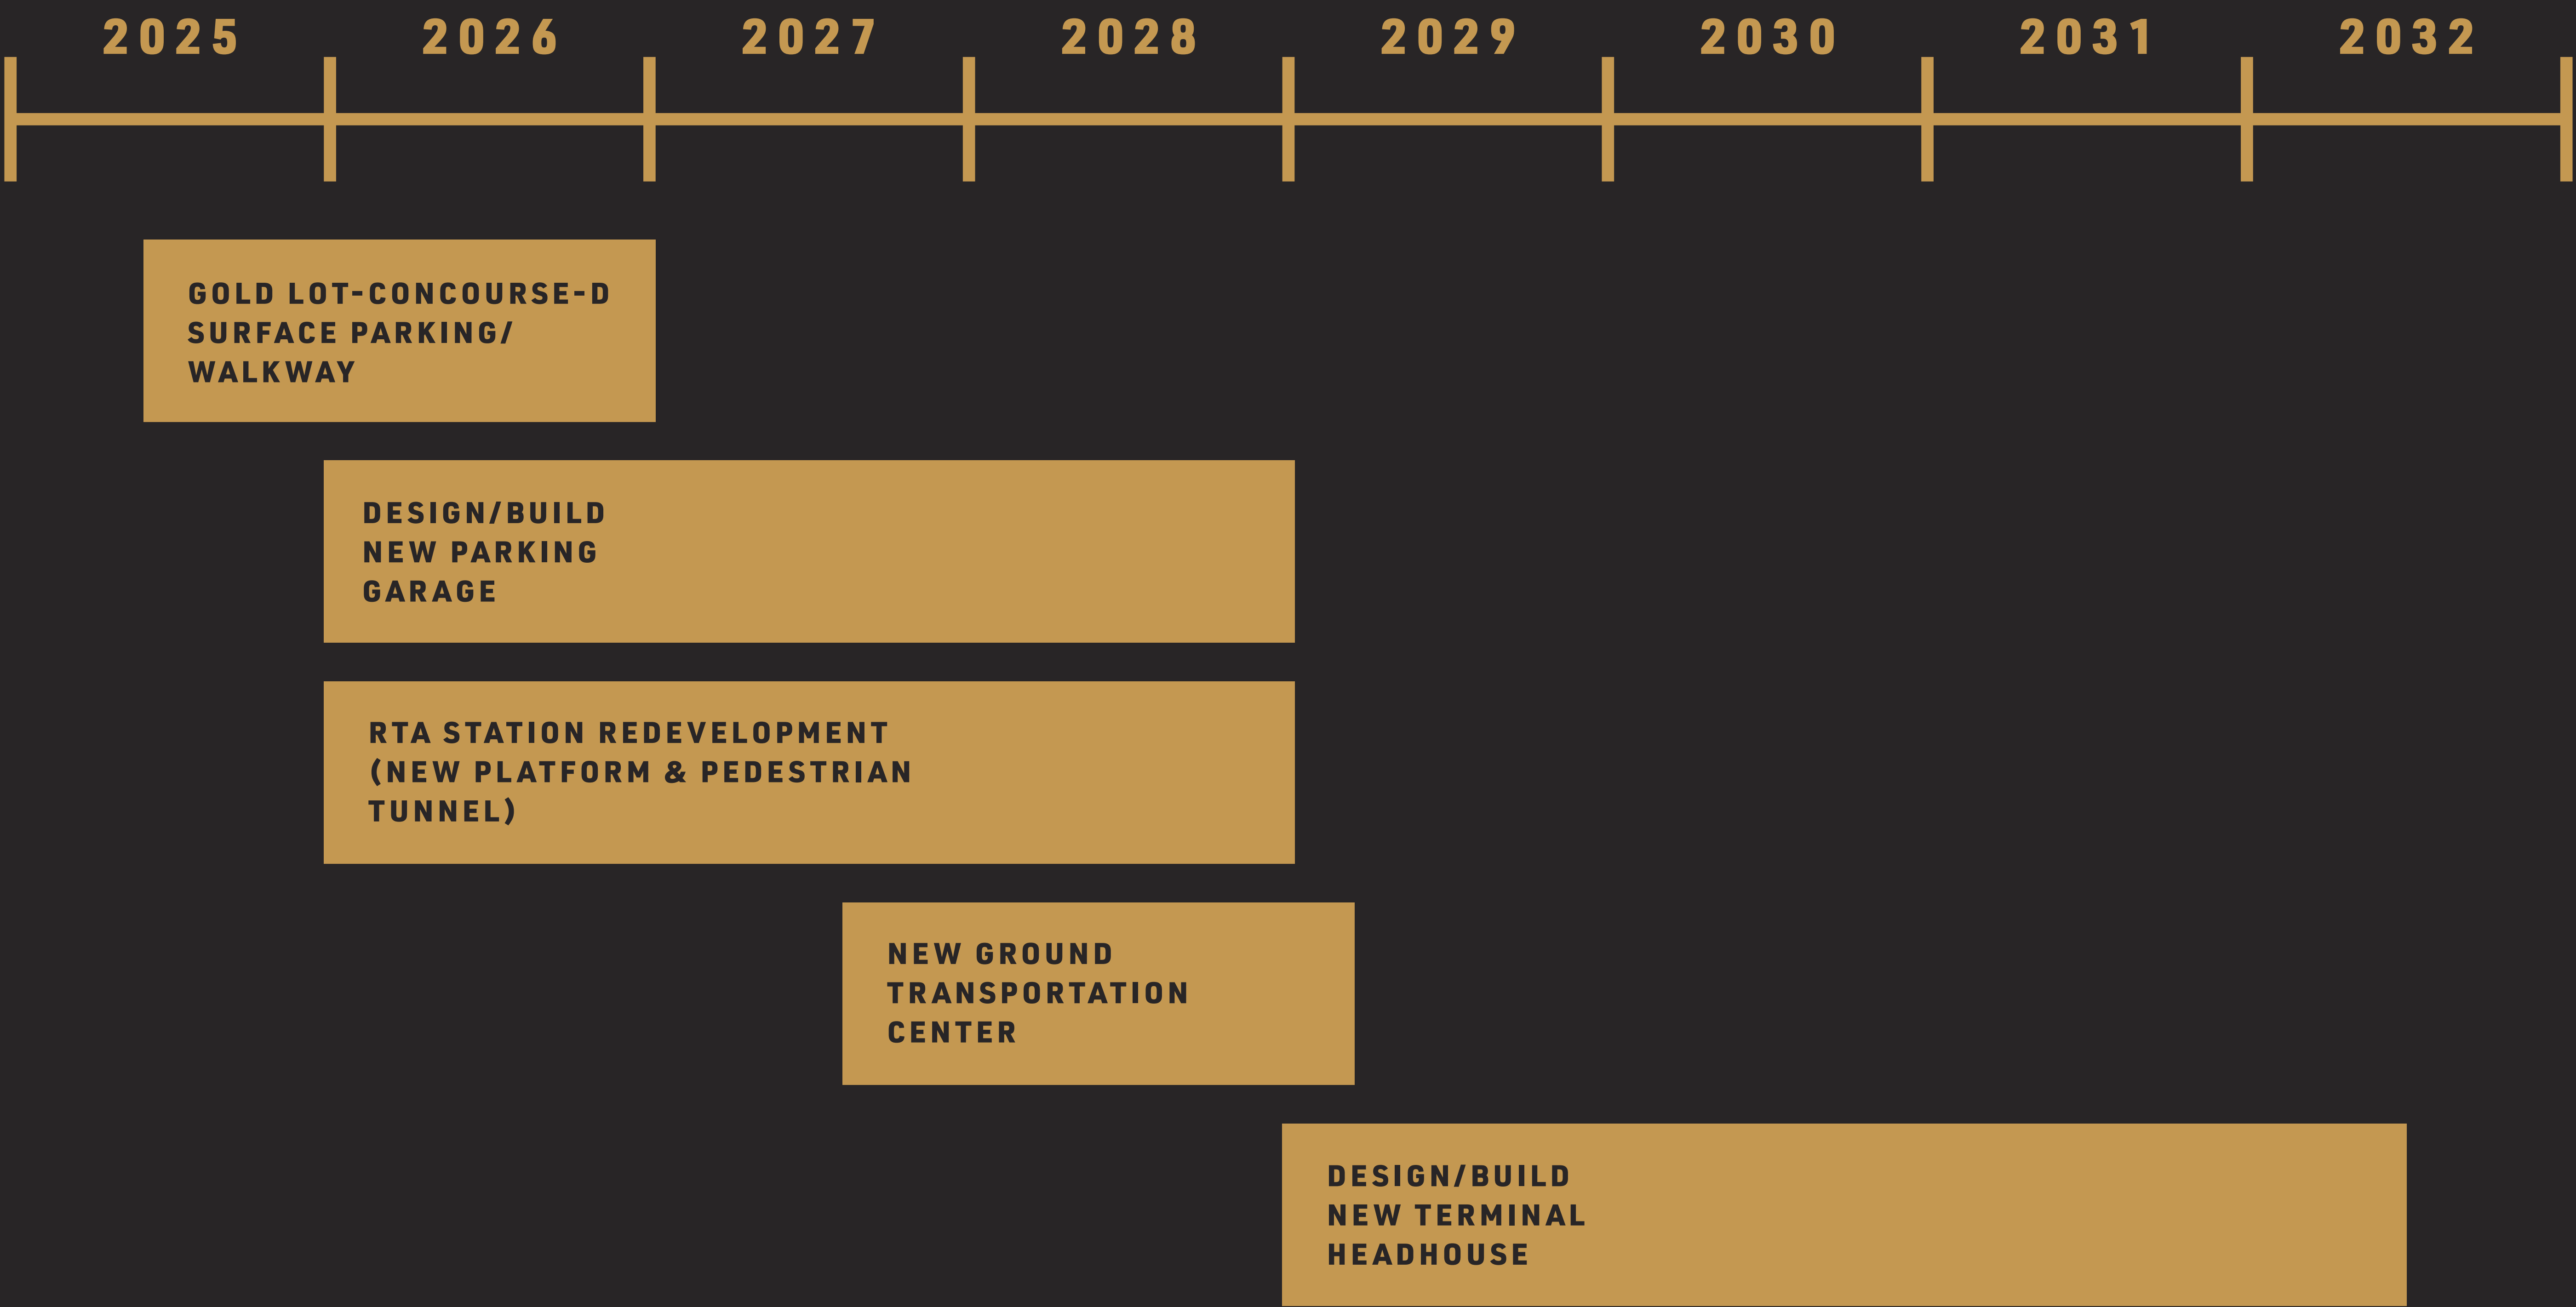 2025 2026 2027 2028 2029 2030 2031 2032
GOLD LOT-CONCOURSE-D
SURFACE PARKING/
WALKWAY
DESIGN/BUILD
NEW PARKING
GARAGE
RTA STATION REDEVELOPMENT
(NEW PLATFORM & PEDESTRIAN
TUNNEL)
NEW GROUND
TRANSPORTATION
CENTER
DESIGN/BUILD
NEW TERMINAL
HEADHOUSE